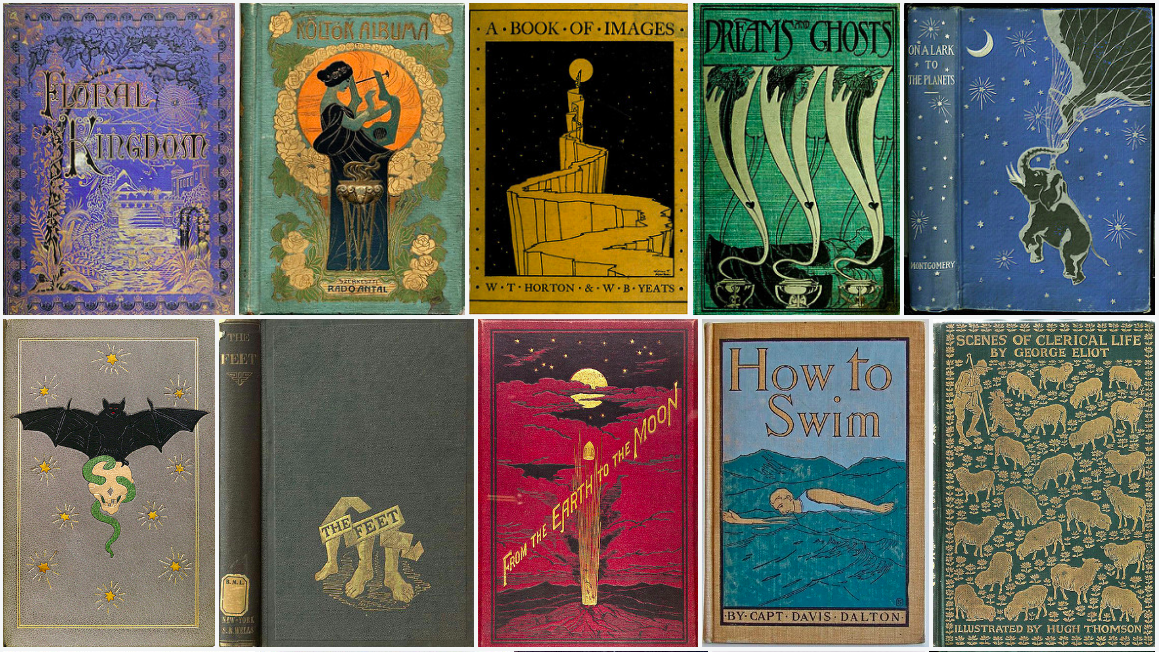 FLORAL
KINGDOM
KÖLTŐK ALBUMA
SZERKESZTI
RADÓ ANTAL
A·BOOK·OF·IMAGES·
W·T·HORTON·&·W·B·YEATS·
DREAMS AND GHOSTS
ON A LARK
TO
THE PLANETS
MONTGOMERY
THE
FEET
B.M.L.
NEW-YORK
THE FEET
FROM THE EARTH TO THE MOON
How to
Swim
BY·CAPT·DAVIS·DALTON·
SCENES OF CLERICAL LIFE
BY GEORGE ELIOT
ILLUSTRATED BY HUGH THOMSON